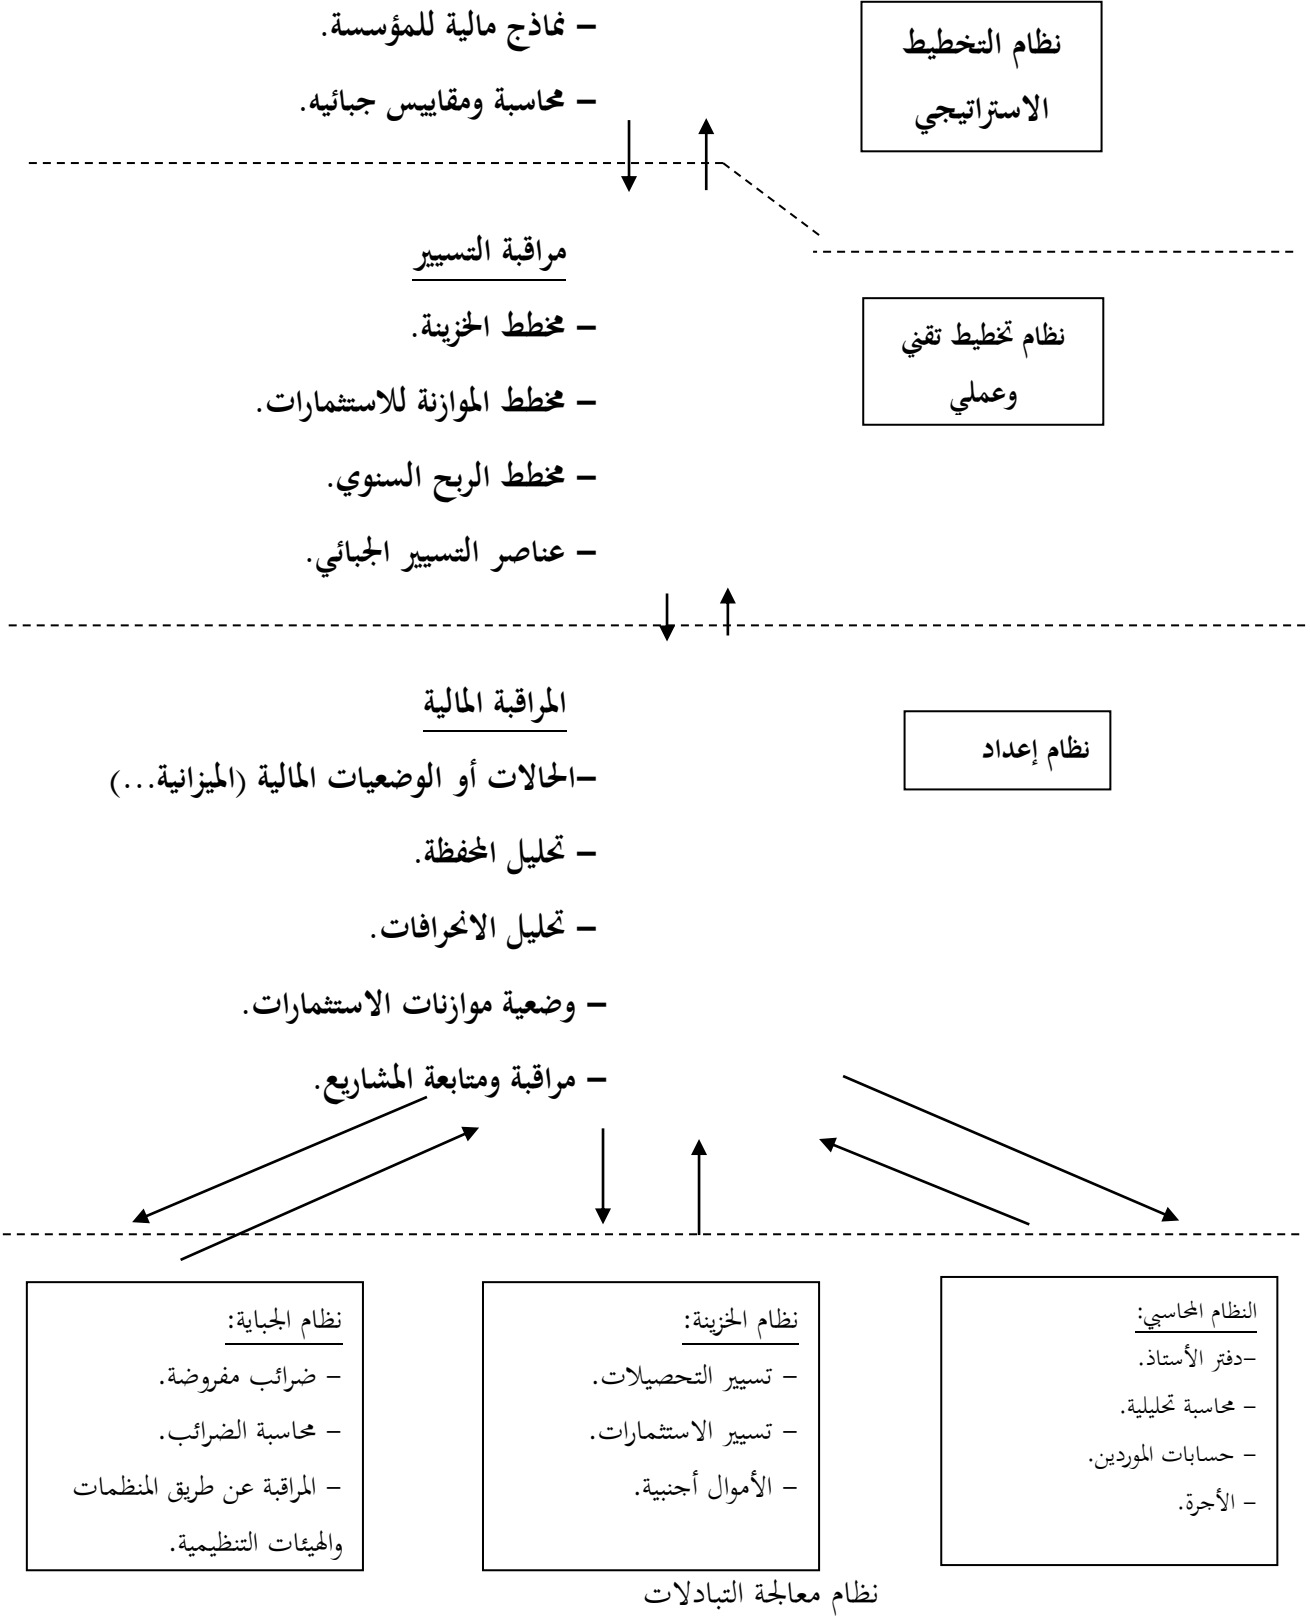 نظام التخطيط
الاستراتيجي
– نماذج مالية للمؤسسة.
– محاسبة ومقاييس جبائيه.
نظام تخطيط تقني
وعملي
مراقبة التسيير
– مخطط الخزينة.
– مخطط الموازنة للاستثمارات.
– مخطط الربح السنوي.
– عناصر التسيير الجبائي.
نظام إعداد
المراقبة المالية
–الحالات أو الوضعيات المالية (الميزانية...)
– تحليل المحفظة.
– تحليل الانحرافات.
– وضعية موازنات الاستثمارات.
– مراقبة ومتابعة المشاريع.
النظام المحاسبي:
–دفتر الأستاذ.
– محاسبة تحليلية.
– حسابات الموردين.
– الأجرة.
نظام الخزينة:
– تسيير التحصيلات.
– تسيير الاستثمارات.
– الأموال أجنبية.
نظام الجباية:
– ضرائب مفروضة.
– محاسبة الضرائب.
– المراقبة عن طريق المنظمات
والهيئات التنظيمية.
نظام معالجة التبادلات